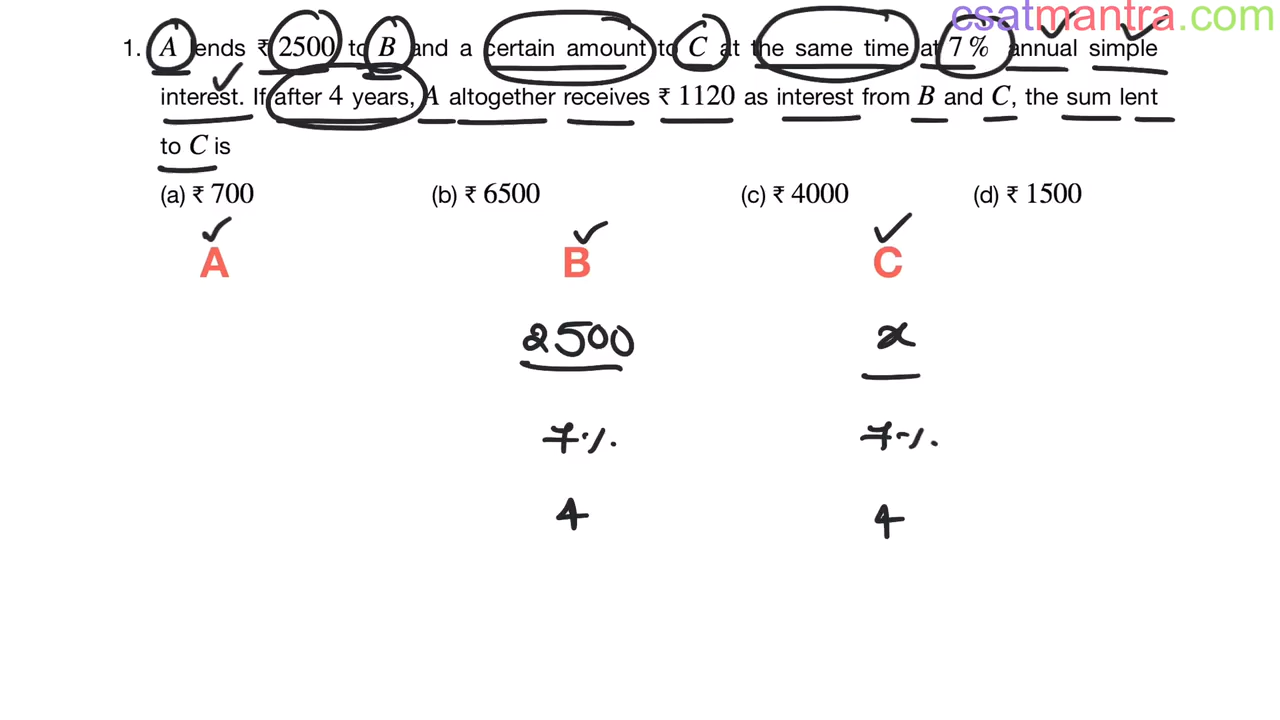 csatmantra.com
1. A lends ₹ 2500 to B and a certain amount to C at the same time at 7 % annual simple
interest. If after 4 years, A altogether receives ₹ 1120 as interest from B and C, the sum lent
to C is
(a) ₹ 700 (b) ₹ 6500 (c) ₹ 4000 (d) ₹ 1500
A B C
2500 x
7% 7%
4 4